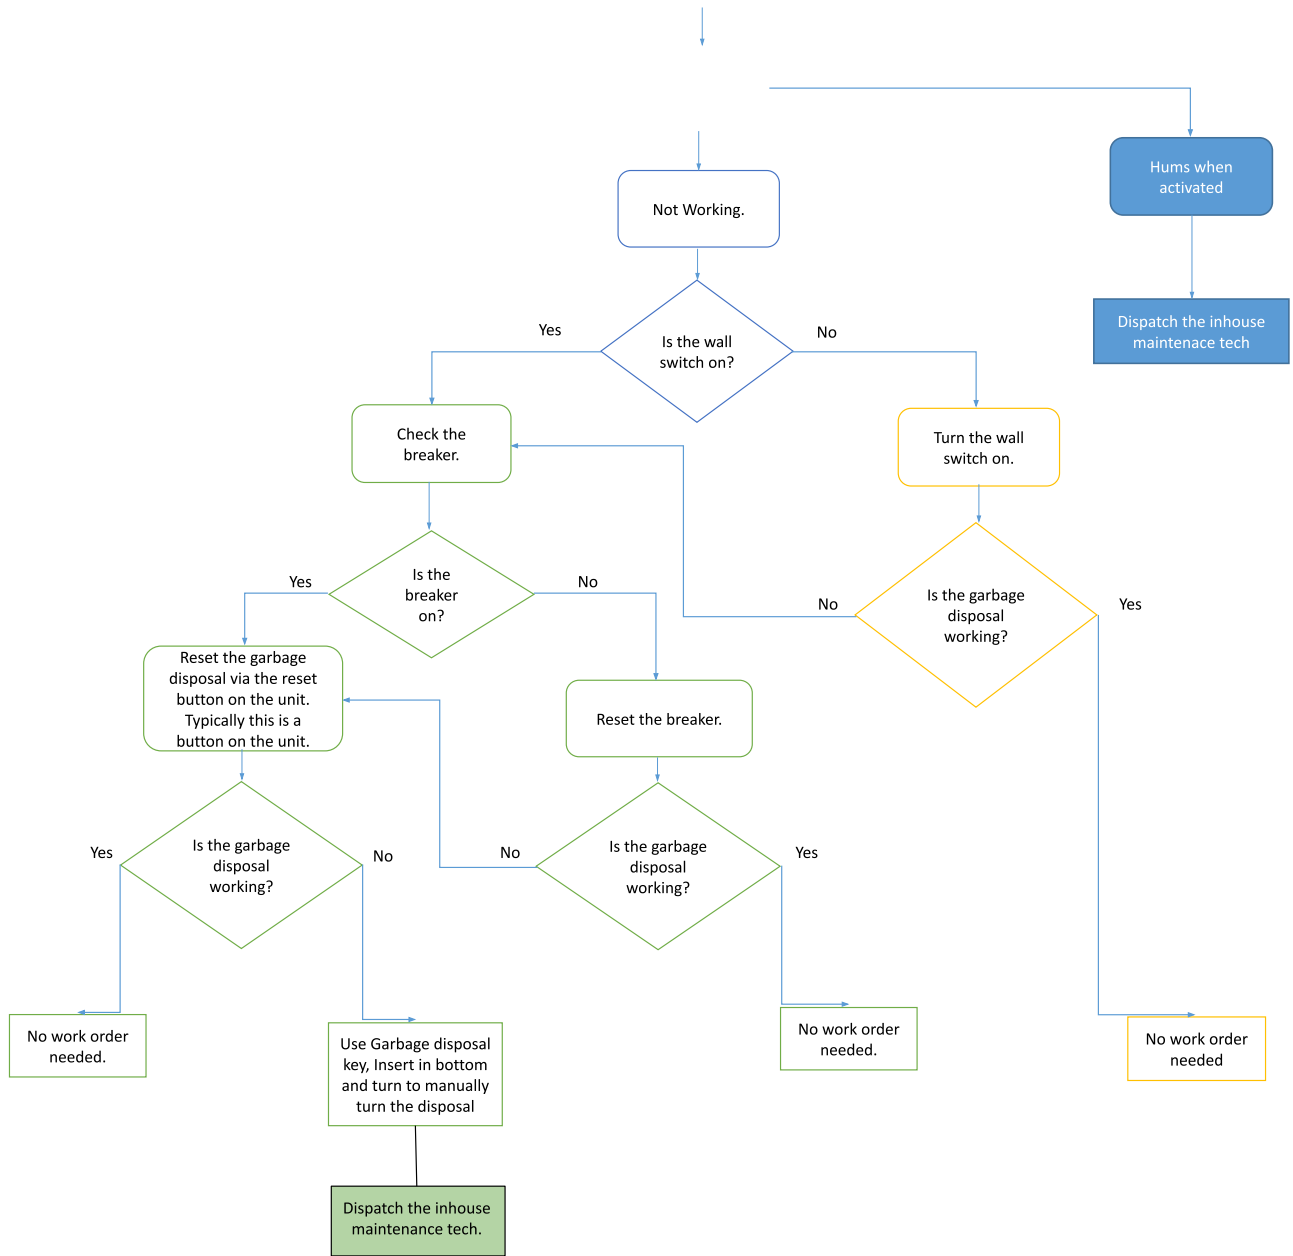 Hums when
activated
Not Working.
Dispatch the inhouse
maintenace tech
Yes
No
Is the wall
switch on?
Check the
breaker.
Turn the wall
switch on.
Yes
Is the
breaker
on?
No
No
Is the garbage
disposal
working?
Yes
Reset the garbage
disposal via the reset
button on the unit.
Typically this is a
button on the unit.
Reset the breaker.
Yes
Is the garbage
disposal
working?
No
No
Is the garbage
disposal
working?
Yes
No work order
needed.
Use Garbage disposal
key, Insert in bottom
and turn to manually
turn the disposal
No work order
needed.
No work order
needed
Dispatch the inhouse
maintenance tech.